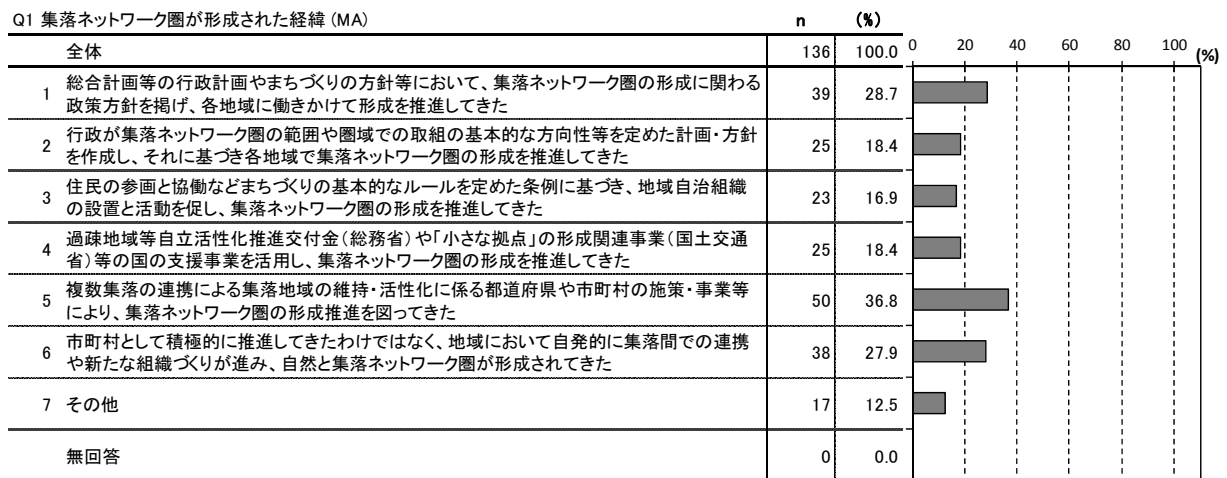 Q1 集落ネットワーク圏が形成された経緯 (MA) n (%)
全体 136 100.0 0 20 40 60 80 100 (%)
1 総合計画等の行政計画やまちづくりの方針等において、集落ネットワーク圏の形成に関わる
政策方針を掲げ、各地域に働きかけて形成を推進してきた 39 28.7
2 行政が集落ネットワーク圏の範囲や圏域での取組の基本的な方向性等を定めた計画・方針
を作成し、それに基づき各地域で集落ネットワーク圏の形成を推進してきた 25 18.4
3 住民の参画と協働などまちづくりの基本的なルールを定めた条例に基づき、地域自治組織
の設置と活動を促し、集落ネットワーク圏の形成を推進してきた 23 16.9
4 過疎地域等自立活性化推進交付金(総務省)や「小さな拠点」の形成関連事業(国土交通
省)等の国の支援事業を活用し、集落ネットワーク圏の形成を推進してきた 25 18.4
5 複数集落の連携による集落地域の維持・活性化に係る都道府県や市町村の施策・事業等
により、集落ネットワーク圏の形成推進を図ってきた 50 36.8
6 市町村として積極的に推進してきたわけではなく、地域において自発的に集落間での連携
や新たな組織づくりが進み、自然と集落ネットワーク圏が形成されてきた 38 27.9
7 その他 17 12.5
無回答 0 0.0